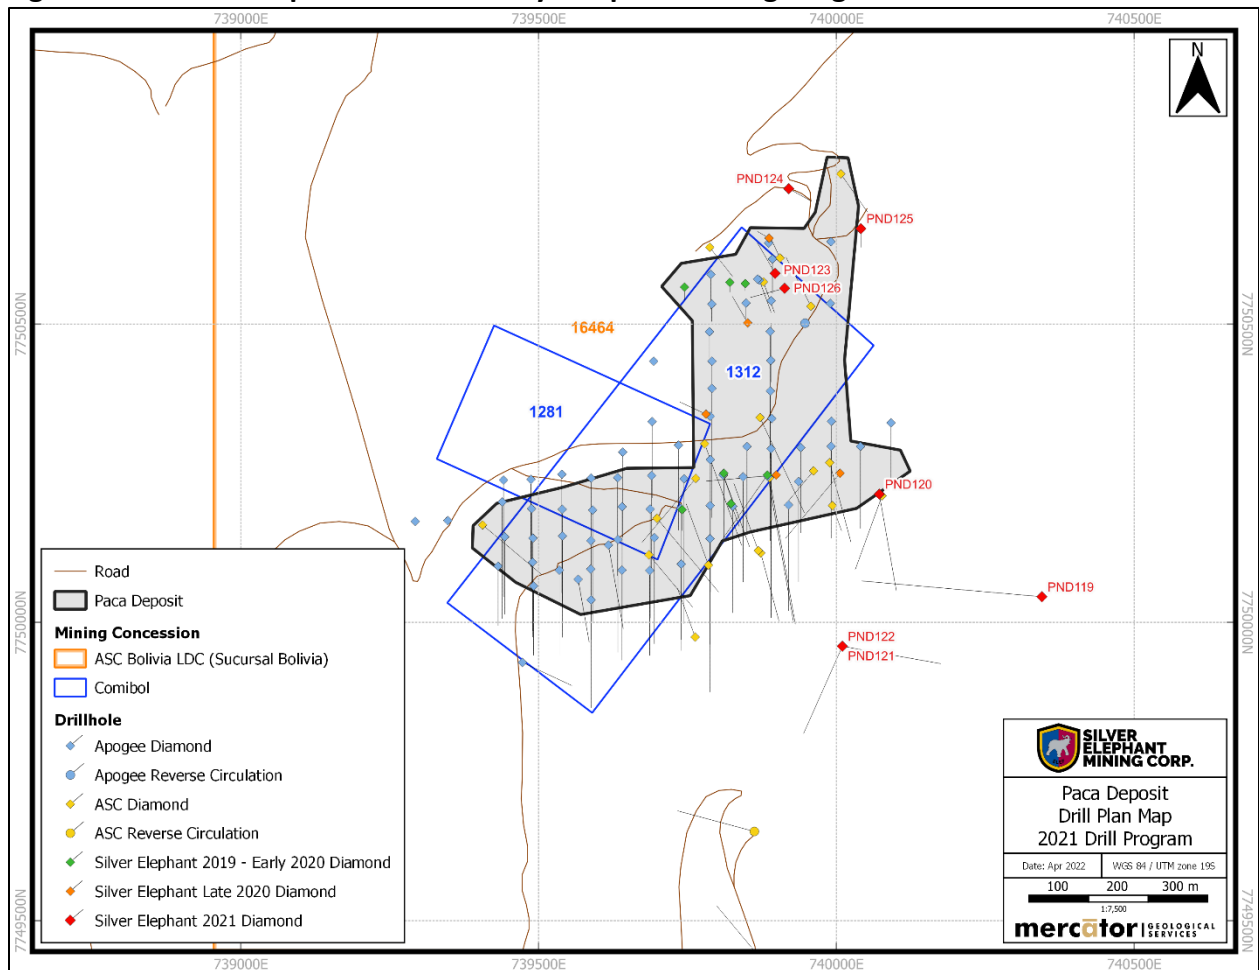 739000E
739500E
740000E
740500E
N
PND124
PND125
PND123
PND126
7750500N
7750500N
16464
1312
1281
PND120
PND119
7750000N
7750000N
PND122
PND121
Road
Paca Deposit
Mining Concession
ASC Bolivia LDC (Sucursal Bolivia)
Comibol
Drillhole
Apogee Diamond
Apogee Reverse Circulation
ASC Diamond
ASC Reverse Circulation
Silver Elephant 2019 - Early 2020 Diamond
Silver Elephant Late 2020 Diamond
Silver Elephant 2021 Diamond
SILVER
ELEPHANT
MINING CORP.
Paca Deposit
Drill Plan Map
2021 Drill Program
Date: Apr 2022
WGS 84 / UTM zone 19S
100 200 300 m
1:7,500
mercātor GEOLOGICAL SERVICES
7749500N
7749500N
739000E
739500E
740000E
740500E